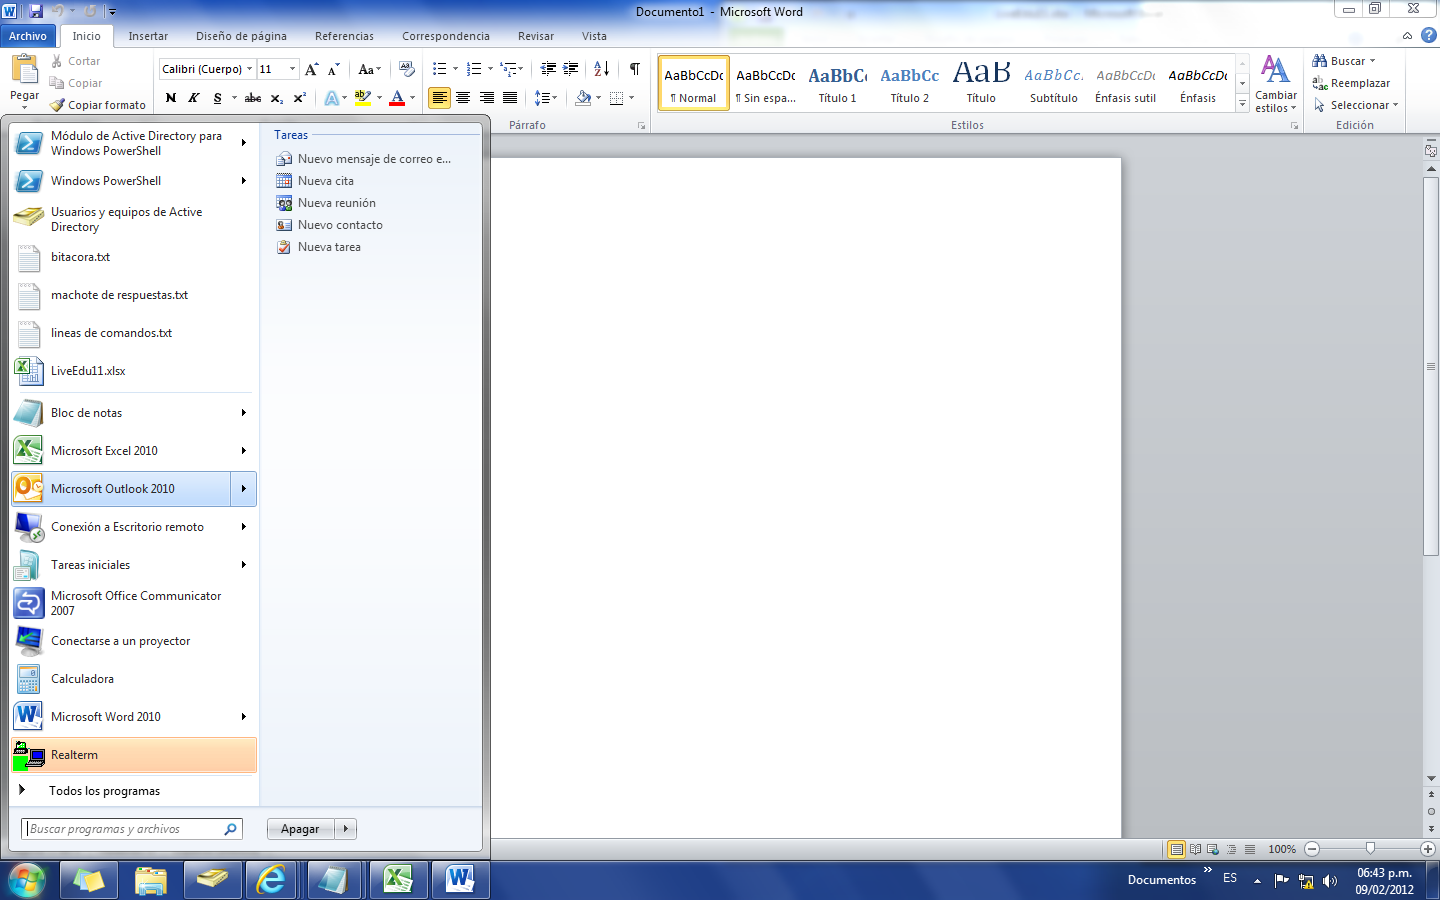 Documento1 - Microsoft Word
Archivo Inicio Insertar Diseño de página Referencias Correspondencia Revisar Vista
Pegar
Cortar
Copiar
Copiar formato
Calibri (Cuerpo) 11
N K S abc x₂ x²
Aa
A A
Párrafo
AaBbCcDc AaBbCcDc AaBbC AaBbCc AaB AaBbCc. AaBbCcDc AaBbCcDc
¶ Normal ¶ Sin espa... Título 1 Título 2 Título Subtítulo Énfasis sutil Énfasis
Cambiar
estilos
Estilos
Buscar
Reemplazar
Seleccionar
Edición
Módulo de Active Directory para
Windows PowerShell
Windows PowerShell
Usuarios y equipos de Active
Directory
bitacora.txt
machote de respuestas.txt
lineas de comandos.txt
LiveEdu11.xlsx
Bloc de notas
Microsoft Excel 2010
Microsoft Outlook 2010
Conexión a Escritorio remoto
Tareas iniciales
Microsoft Office Communicator
2007
Conectarse a un proyector
Calculadora
Microsoft Word 2010
Realterm
Todos los programas
Buscar programas y archivos
Apagar
Tareas
Nuevo mensaje de correo e...
Nueva cita
Nueva reunión
Nuevo contacto
Nueva tarea
100%
Documentos
ES
06:43 p.m.
09/02/2012